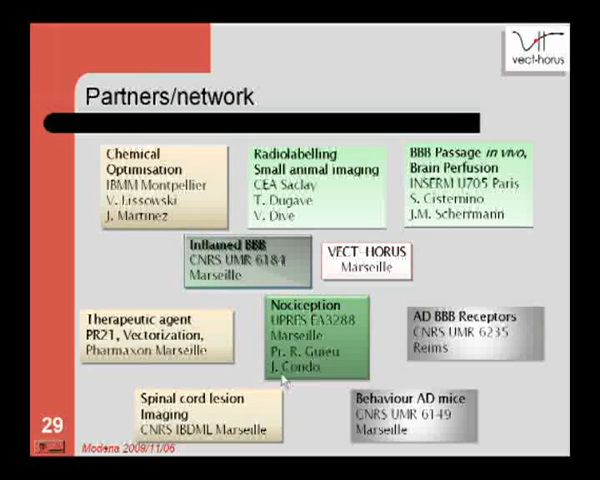 vect-horus
Partners/network
Chemical
Optimisation
IBMM Montpellier
V. Lissowski
J. Martinez
Radiolabelling
Small animal imaging
CEA Saclay
T. Dugave
V. Dive
BBB Passage in vivo,
Brain Perfusion
INSERM U705 Paris
S. Cisternino
J.M. Scherrmann
Inflamed BBB
CNRS UMR 6184
Marseille
VECT-HORUS
Marseille
Therapeutic agent
PR21, Vectorization,
Pharmaxon Marseille
Nociception
UPRES EA3288
Marseille
Pr. R. Guieu
J. Condo
AD BBB Receptors
CNRS UMR 6235
Reims
Spinal cord lesion
Imaging
CNRS IBDML Marseille
Behaviour AD mice
CNRS UMR 6149
Marseille
29
Modena 2009/11/06